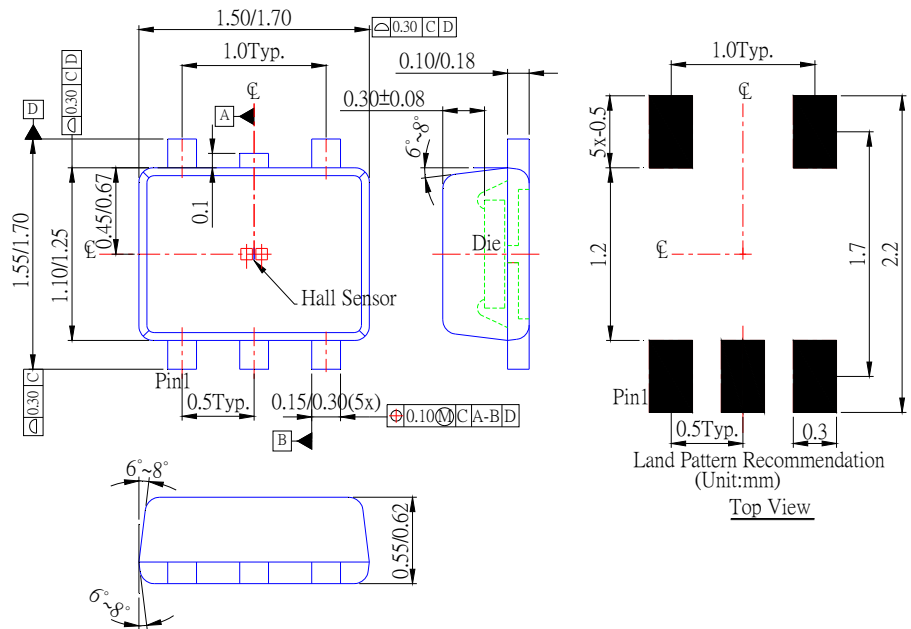 1.50/1.70
⌓ 0.30 C D
1.0Typ.
℄
A
0.10/0.18
0.30±0.08
6°~8°
⌓ 0.30 C D
D
1.55/1.70
1.10/1.25
0.45/0.67
0.1
℄
Die
Hall Sensor
Pin1
⌓ 0.30 C
0.5Typ.
0.15/0.30(5x)
B
⌖ 0.10 Ⓜ C A-B D
1.0Typ.
℄
5x-0.5
1.2
℄
1.7
2.2
Pin1
0.5Typ.
℄
0.3
Land Pattern Recommendation
(Unit:mm)
Top View
6°~8°
0.55/0.62
6°~8°